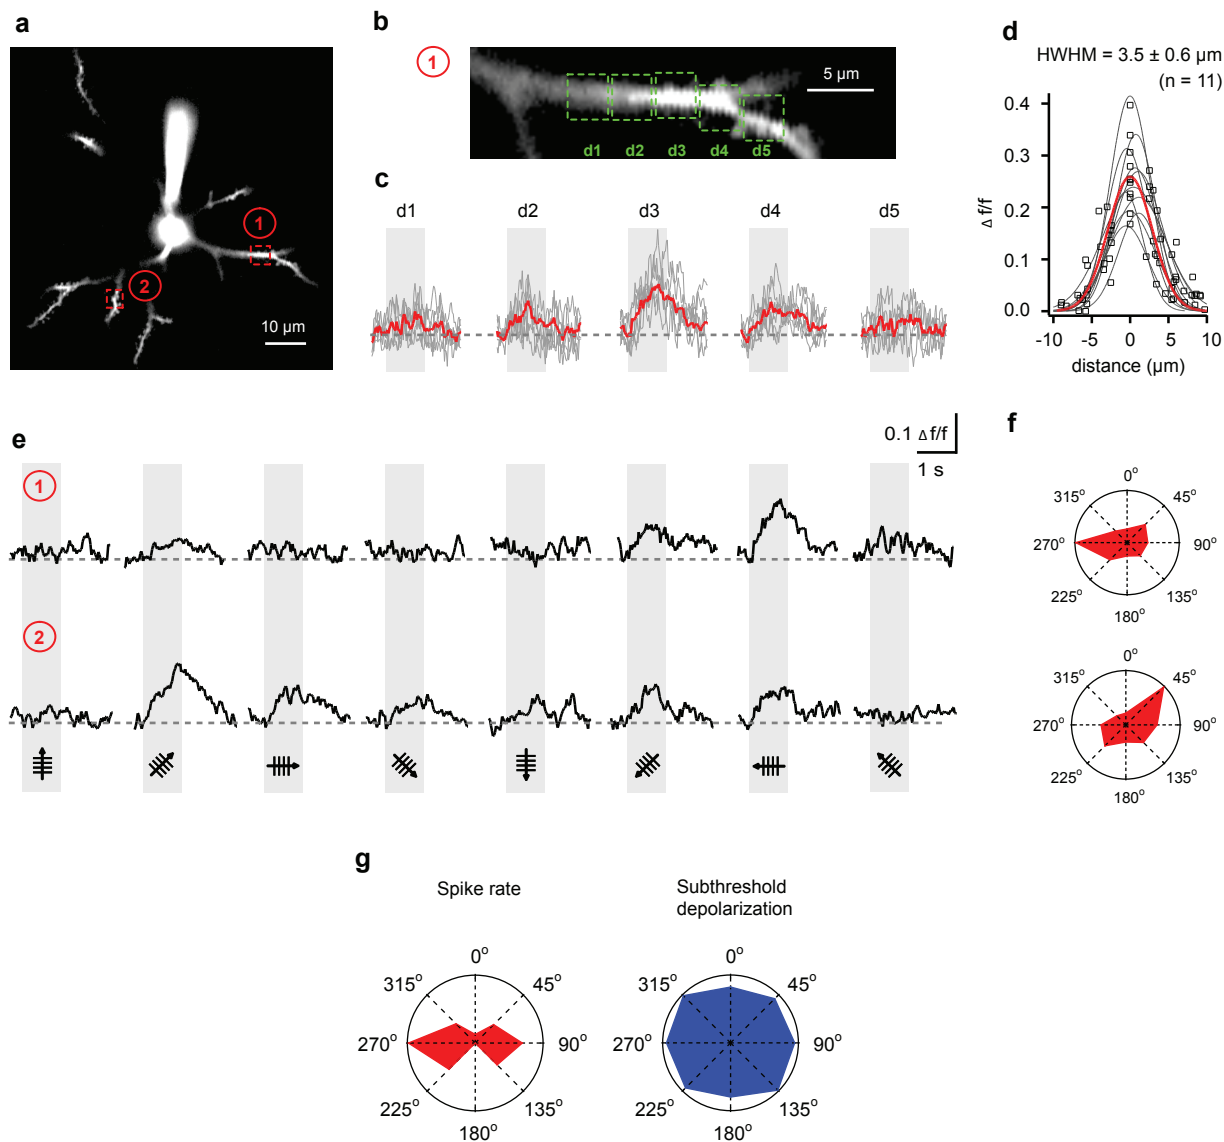 a
1
2
10 µm
b
1
5 µm
d1 d2 d3 d4 d5
c
d1 d2 d3 d4 d5
d
HWHM = 3.5 ± 0.6 µm
(n = 11)
0.4
0.3
0.2
0.1
0.0
Δ f/f
-10 -5 0 5 10
distance (µm)
e
0.1 Δ f/f
1 s
1
2
f
0°
45°
90°
135°
180°
225°
270°
315°
0°
45°
90°
135°
180°
225°
270°
315°
g
Spike rate
0°
45°
90°
135°
180°
225°
270°
315°
Subthreshold
depolarization
0°
45°
90°
135°
180°
225°
270°
315°